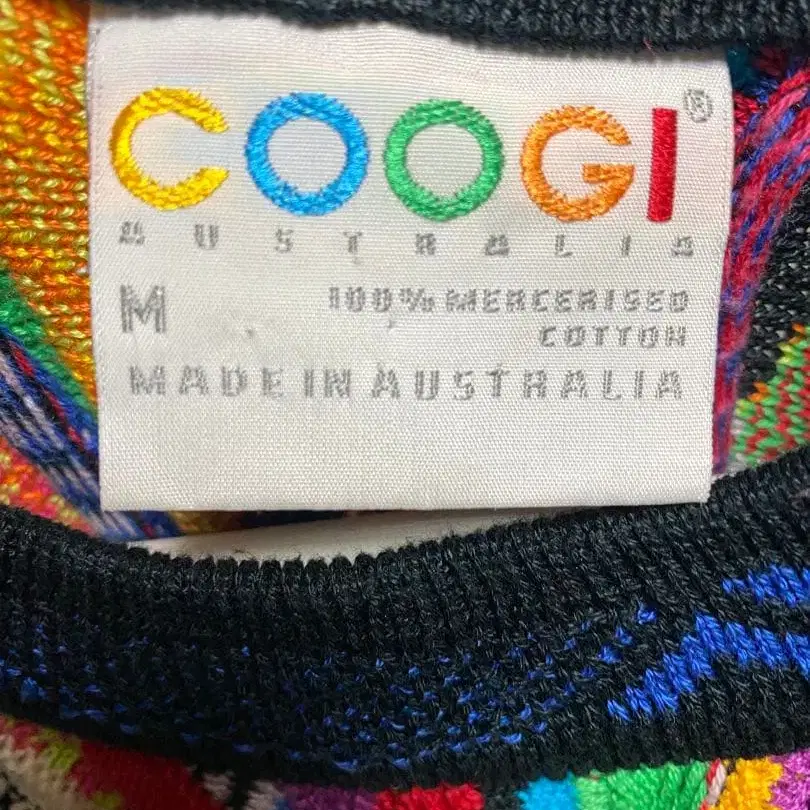 COOGI®
AUSTRALIA
M 100% MERCERISED
COTTON
MADE IN AUSTRALIA